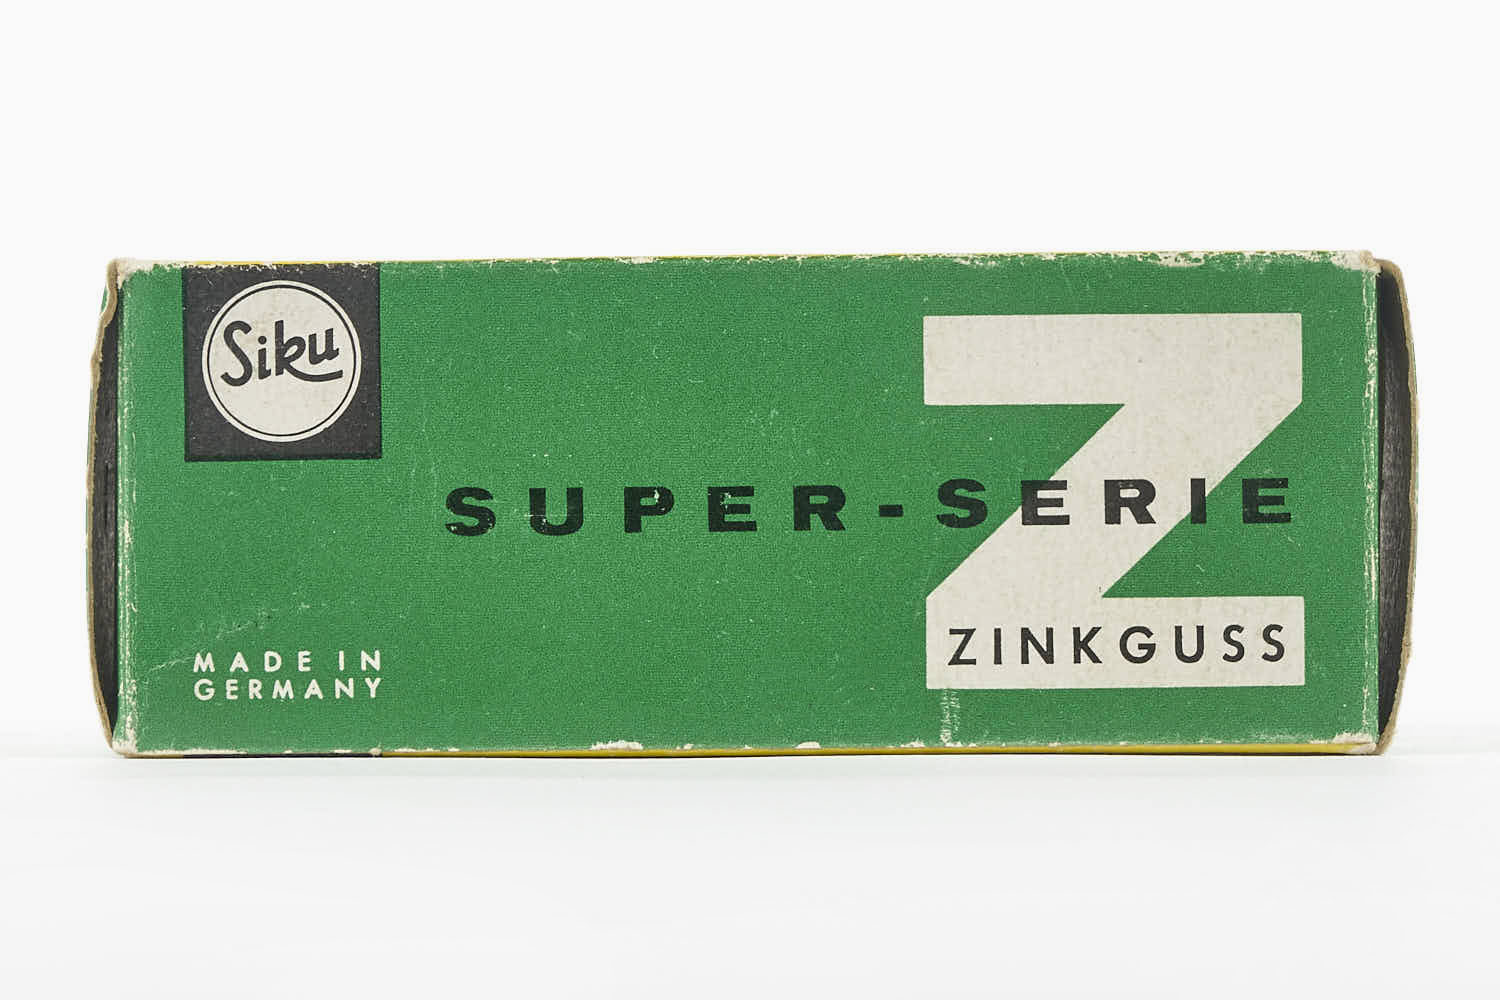 Siku
SUPER-SERIE
Z
ZINKGUSS
MADE IN
GERMANY